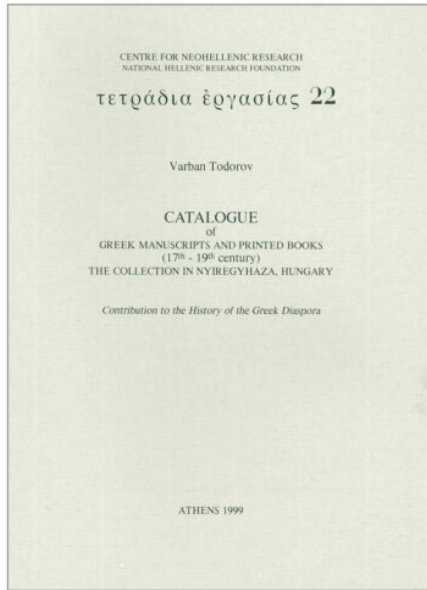 CENTRE FOR NEOHELLENIC RESEARCH
NATIONAL HELLENIC RESEARCH FOUNDATION
τετράδια ἐργασίας 22
Varban Todorov
CATALOGUE
of
GREEK MANUSCRIPTS AND PRINTED BOOKS
(17th - 19th century)
THE COLLECTION IN NYIREGYHAZA, HUNGARY
Contribution to the History of the Greek Diaspora
ATHENS 1999